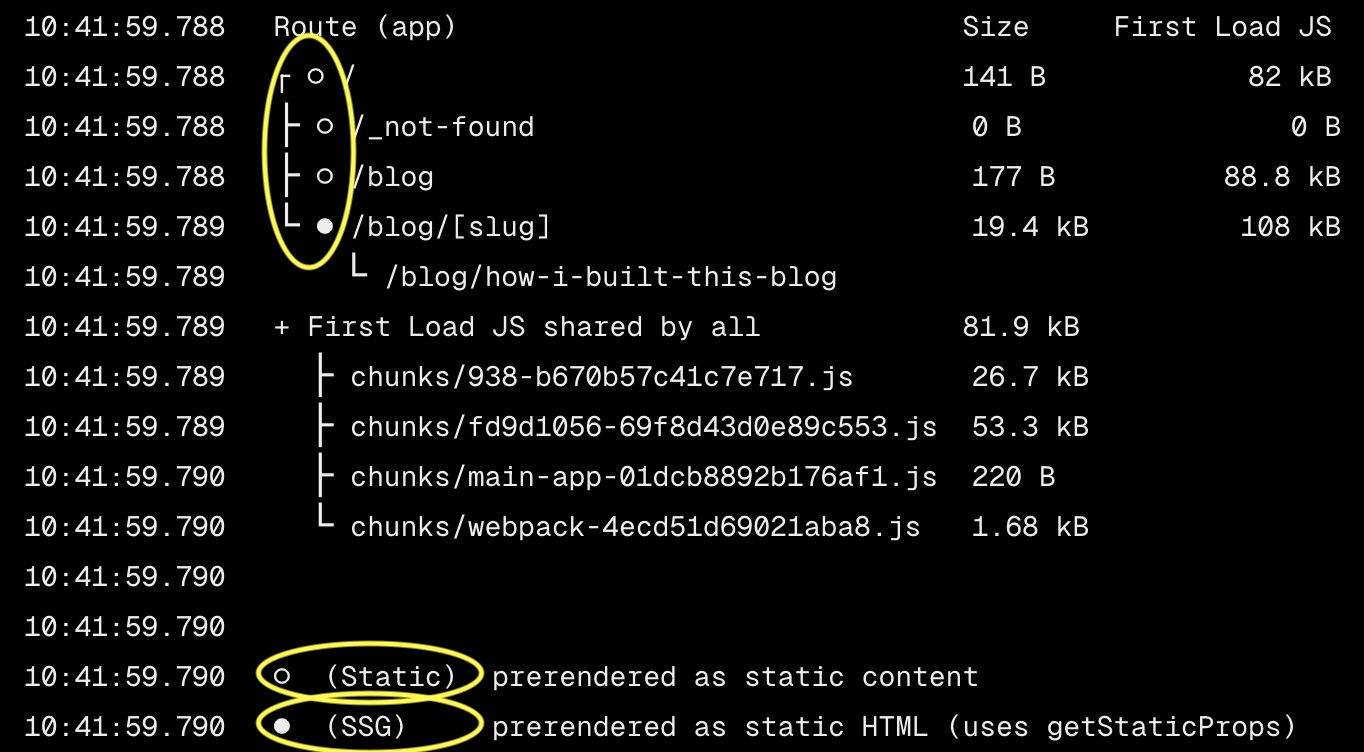 10:41:59.788 Route (app) Size First Load JS
10:41:59.788 ┌ ○ / 141 B 82 kB
10:41:59.788 ├ ○ /_not-found 0 B 0 B
10:41:59.788 ├ ○ /blog 177 B 88.8 kB
10:41:59.789 └ ● /blog/[slug] 19.4 kB 108 kB
10:41:59.789 └ /blog/how-i-built-this-blog
10:41:59.789 + First Load JS shared by all 81.9 kB
10:41:59.789 ├ chunks/938-b670b57c41c7e717.js 26.7 kB
10:41:59.789 ├ chunks/fd9d1056-69f8d43d0e89c553.js 53.3 kB
10:41:59.790 ├ chunks/main-app-01dcb8892b176af1.js 220 B
10:41:59.790 └ chunks/webpack-4ecd51d69021aba8.js 1.68 kB
10:41:59.790
10:41:59.790
10:41:59.790 ○ (Static) prerendered as static content
10:41:59.790 ● (SSG) prerendered as static HTML (uses getStaticProps)